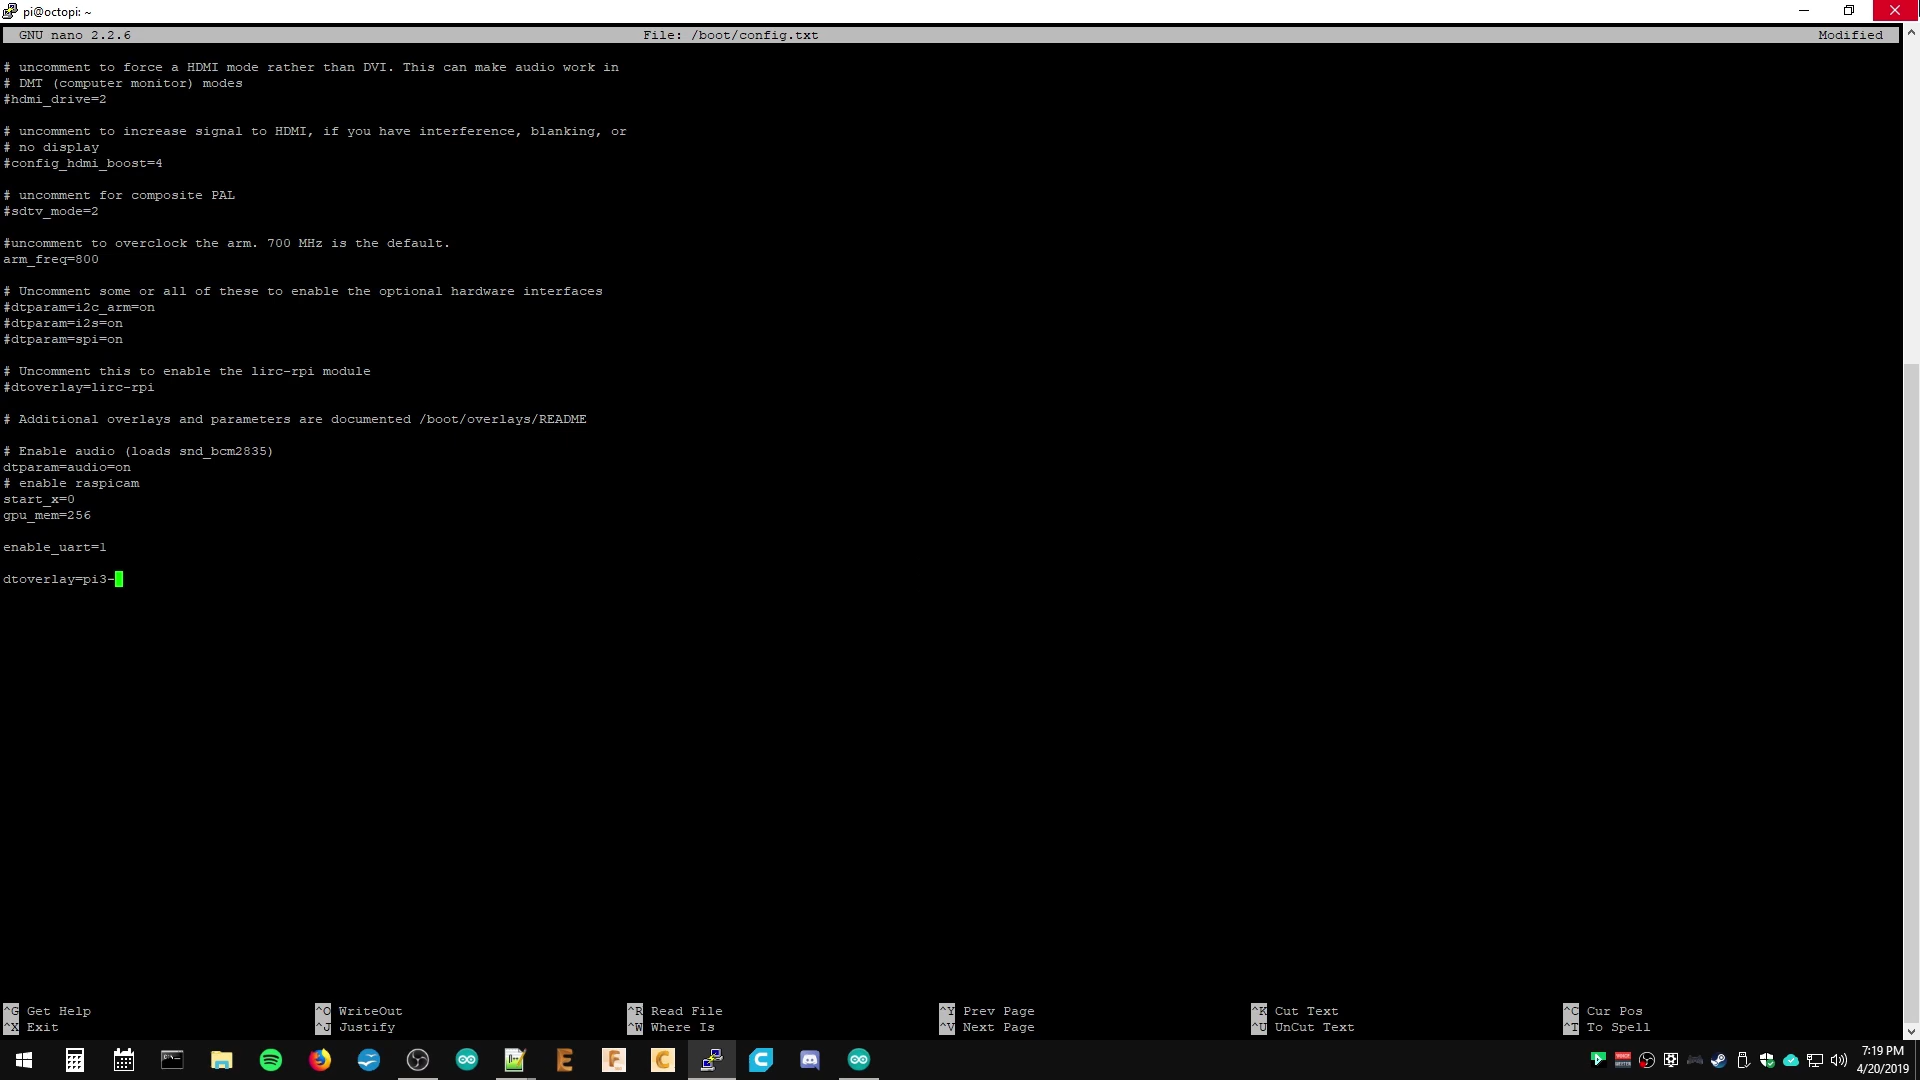 pi@octopi: ~
GNU nano 2.2.6 File: /boot/config.txt Modified
# uncomment to force a HDMI mode rather than DVI. This can make audio work in
# DMT (computer monitor) modes
#hdmi_drive=2
# uncomment to increase signal to HDMI, if you have interference, blanking, or
# no display
#config_hdmi_boost=4
# uncomment for composite PAL
#sdtv_mode=2
#uncomment to overclock the arm. 700 MHz is the default.
arm_freq=800
# Uncomment some or all of these to enable the optional hardware interfaces
#dtparam=i2c_arm=on
#dtparam=i2s=on
#dtparam=spi=on
# Uncomment this to enable the lirc-rpi module
#dtoverlay=lirc-rpi
# Additional overlays and parameters are documented /boot/overlays/README
# Enable audio (loads snd_bcm2835)
dtparam=audio=on
# enable raspicam
start_x=0
gpu_mem=256
enable_uart=1
dtoverlay=pi3-
^G Get Help ^O WriteOut ^R Read File ^Y Prev Page ^K Cut Text ^C Cur Pos
^X Exit ^J Justify ^W Where Is ^V Next Page ^U UnCut Text ^T To Spell
7:19 PM
4/20/2019